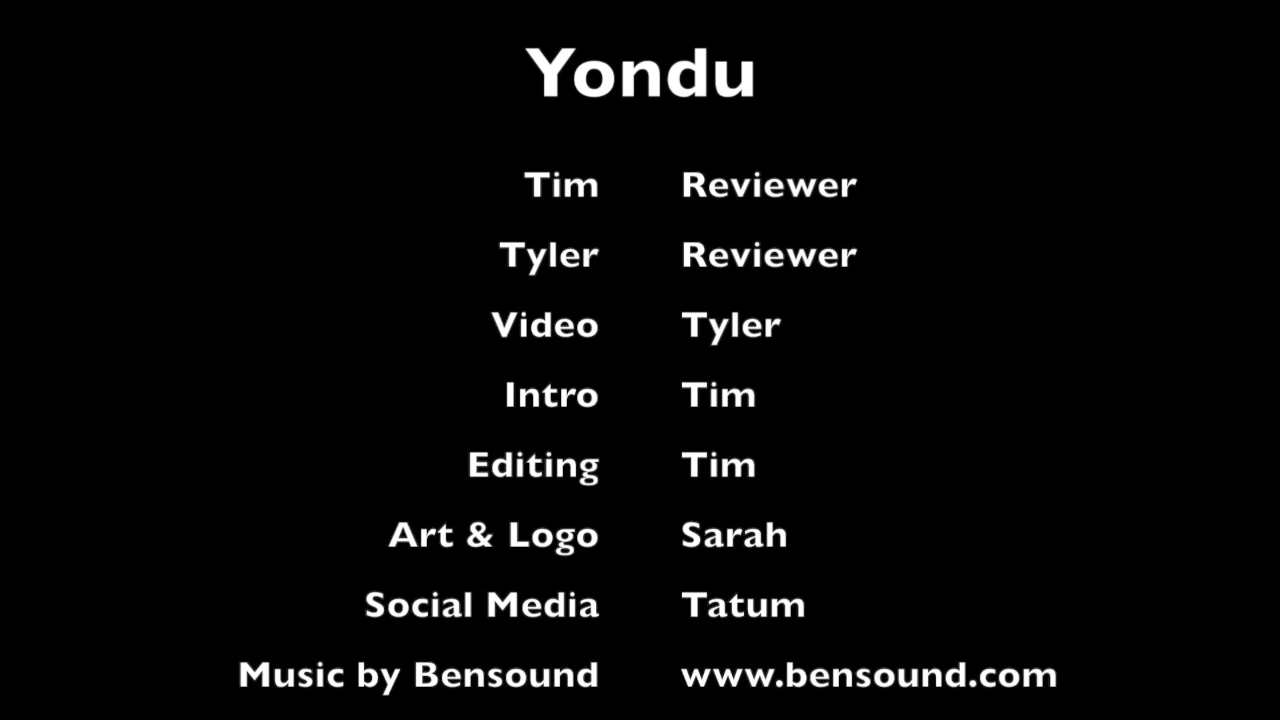 Yondu
Tim Reviewer
Tyler Reviewer
Video Tyler
Intro Tim
Editing Tim
Art & Logo Sarah
Social Media Tatum
Music by Bensound www.bensound.com